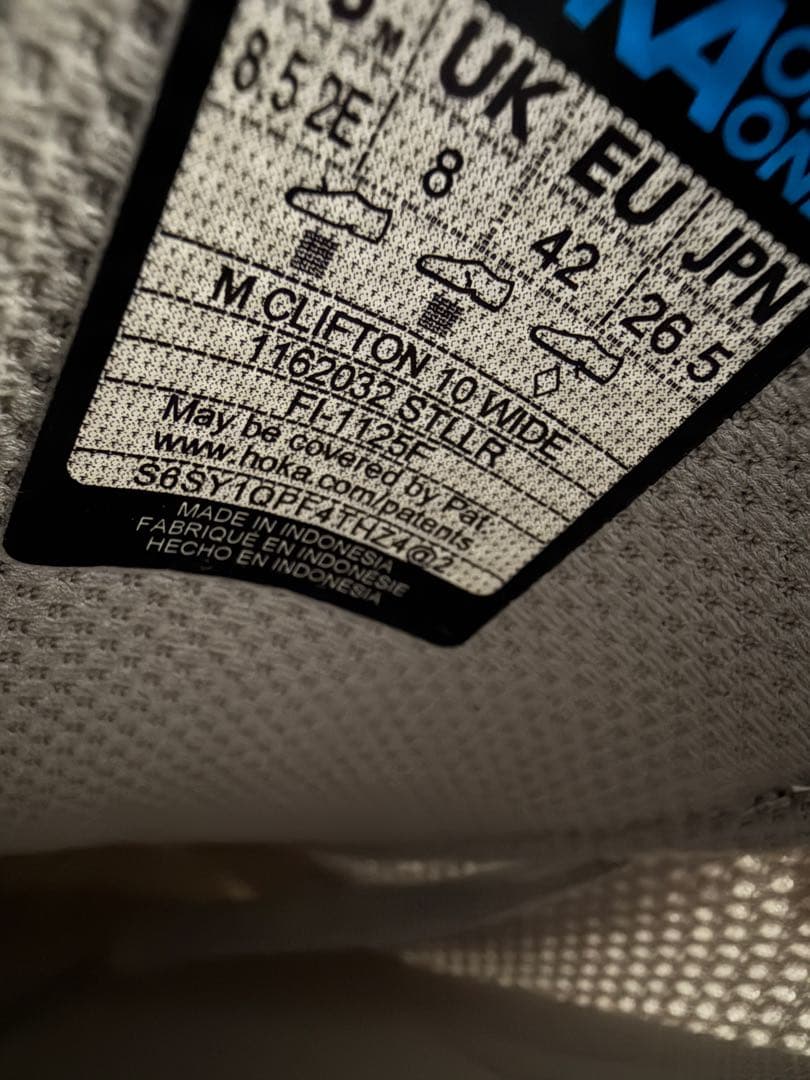 M UK EU JPN
8.5 2E 8 42 26.5
M CLIFTON 10 WIDE
1162032 STLLR
FI-1125F
May be covered by Pat.
www.hoka.com/patents
S6SY1QPF4THZ4@2
MADE IN INDONESIA
FABRIQUÉ EN INDONÉSIE
HECHO EN INDONESIA